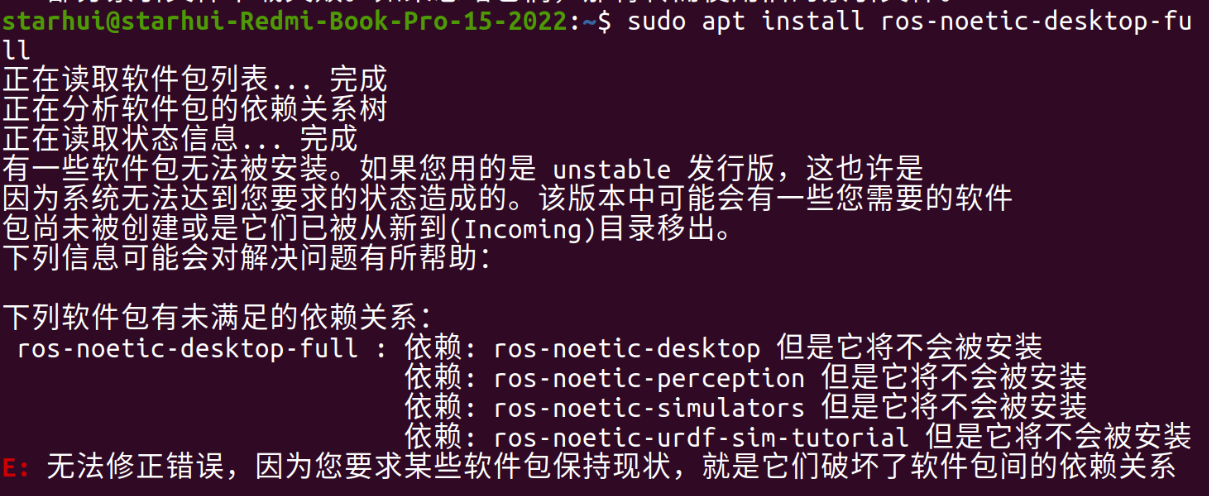 starhui@starhui-Redmi-Book-Pro-15-2022:~$ sudo apt install ros-noetic-desktop-fu
ll
正在读取软件包列表... 完成
正在分析软件包的依赖关系树
正在读取状态信息... 完成
有一些软件包无法被安装。如果您用的是 unstable 发行版，这也许是
因为系统无法达到您要求的状态造成的。该版本中可能会有一些您需要的软件
包尚未被创建或是它们已被从新到(Incoming)目录移出。
下列信息可能会对解决问题有所帮助：
下列软件包有未满足的依赖关系：
ros-noetic-desktop-full : 依赖: ros-noetic-desktop 但是它将不会被安装
依赖: ros-noetic-perception 但是它将不会被安装
依赖: ros-noetic-simulators 但是它将不会被安装
依赖: ros-noetic-urdf-sim-tutorial 但是它将不会被安装
E: 无法修正错误，因为您要求某些软件包保持现状，就是它们破坏了软件包间的依赖关系